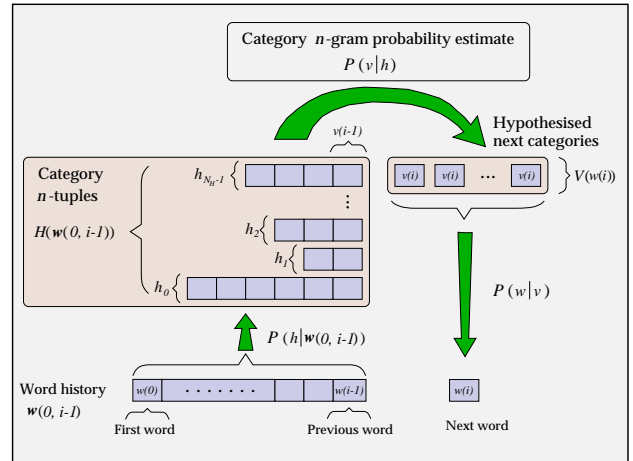 Category n-gram probability estimate
P(v|h)
Hypothesised
next categories
v(i-1)
Category
n-tuples
H(w(0, i-1))
h_{N_H-1}
⋮
h_2
h_1
h_0
v(i) v(i) ... v(i)
V(w(i))
P(w|v)
P(h|w(0, i-1))
Word history
w(0, i-1)
w(0) ....... w(i-1)
w(i)
First word
Previous word
Next word